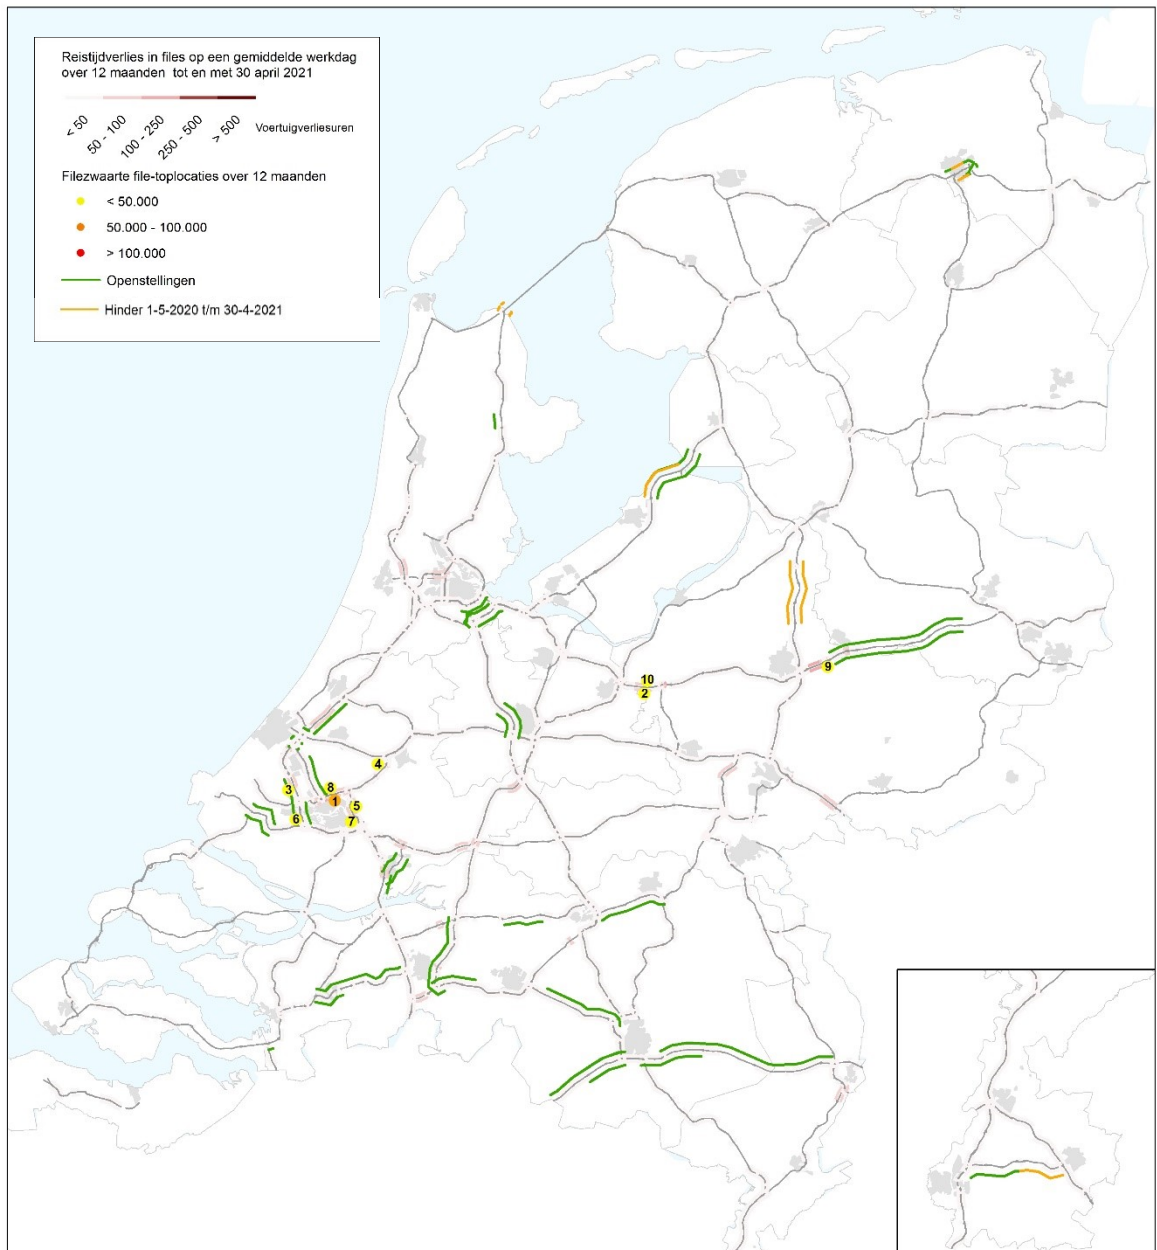 Reistijdverlies in files op een gemiddelde werkdag
over 12 maanden tot en met 30 april 2021
< 50
50 - 100
100 - 250
250 - 500
> 500
Voertuigverliesuren
Filezwaarte file-toplocaties over 12 maanden
< 50.000
50.000 - 100.000
> 100.000
Openstellingen
Hinder 1-5-2020 t/m 30-4-2021
9
10
2
4
3
8
1
5
6
7